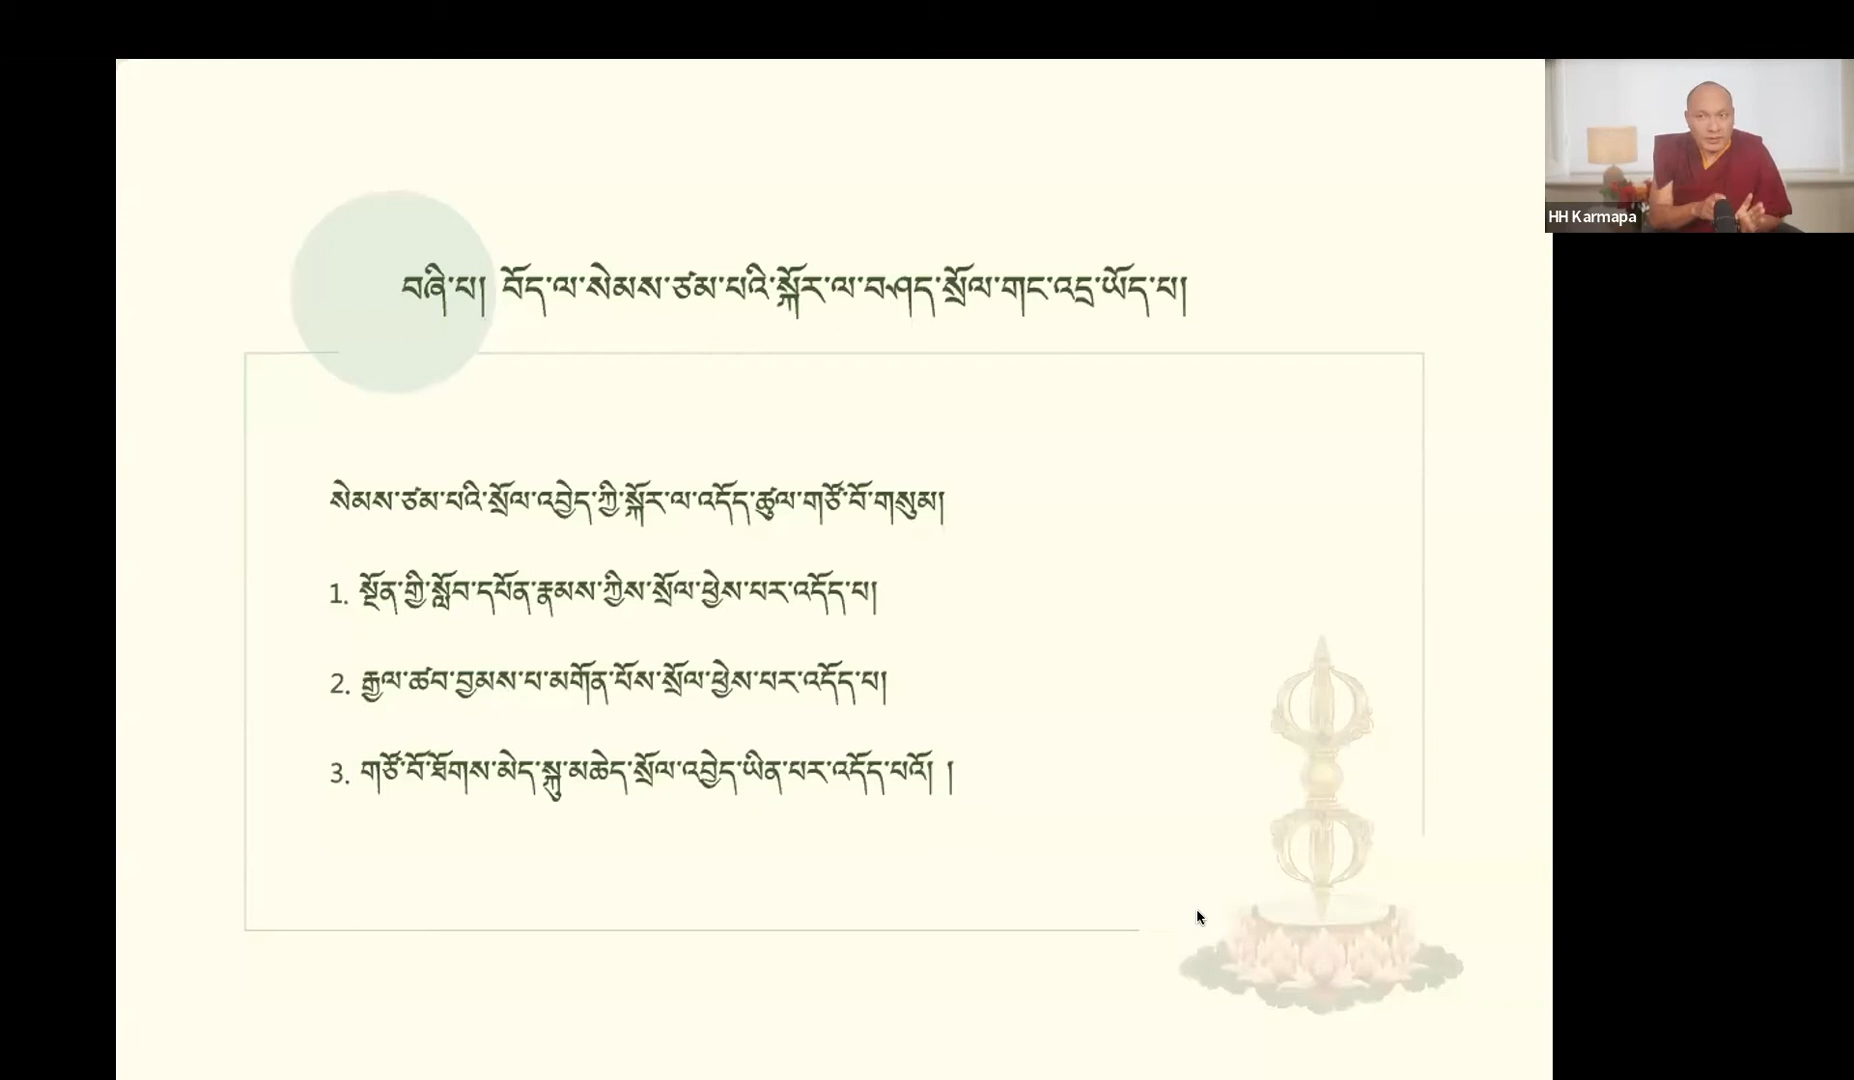 བཞི་པ། བོད་ལ་སེམས་ཙམ་པའི་སྐོར་ལ་བཤད་སྲོལ་གང་འདྲ་ཡོད་པ།
HH Karmapa
སེམས་ཙམ་པའི་སྲོལ་འབྱེད་ཀྱི་སྐོར་ལ་འདོད་ཚུལ་གཙོ་བོ་གསུམ།
1. སྔོན་གྱི་སློབ་དཔོན་རྣམས་ཀྱིས་སྲོལ་ཕྱེས་པར་འདོད་པ།
2. རྒྱལ་ཚབ་བྱམས་པ་མགོན་པོས་སྲོལ་ཕྱེས་པར་འདོད་པ།
3. གཙོ་བོ་ཐོགས་མེད་སྐུ་མཆེད་སྲོལ་འབྱེད་ཡིན་པར་འདོད་པའོ། །